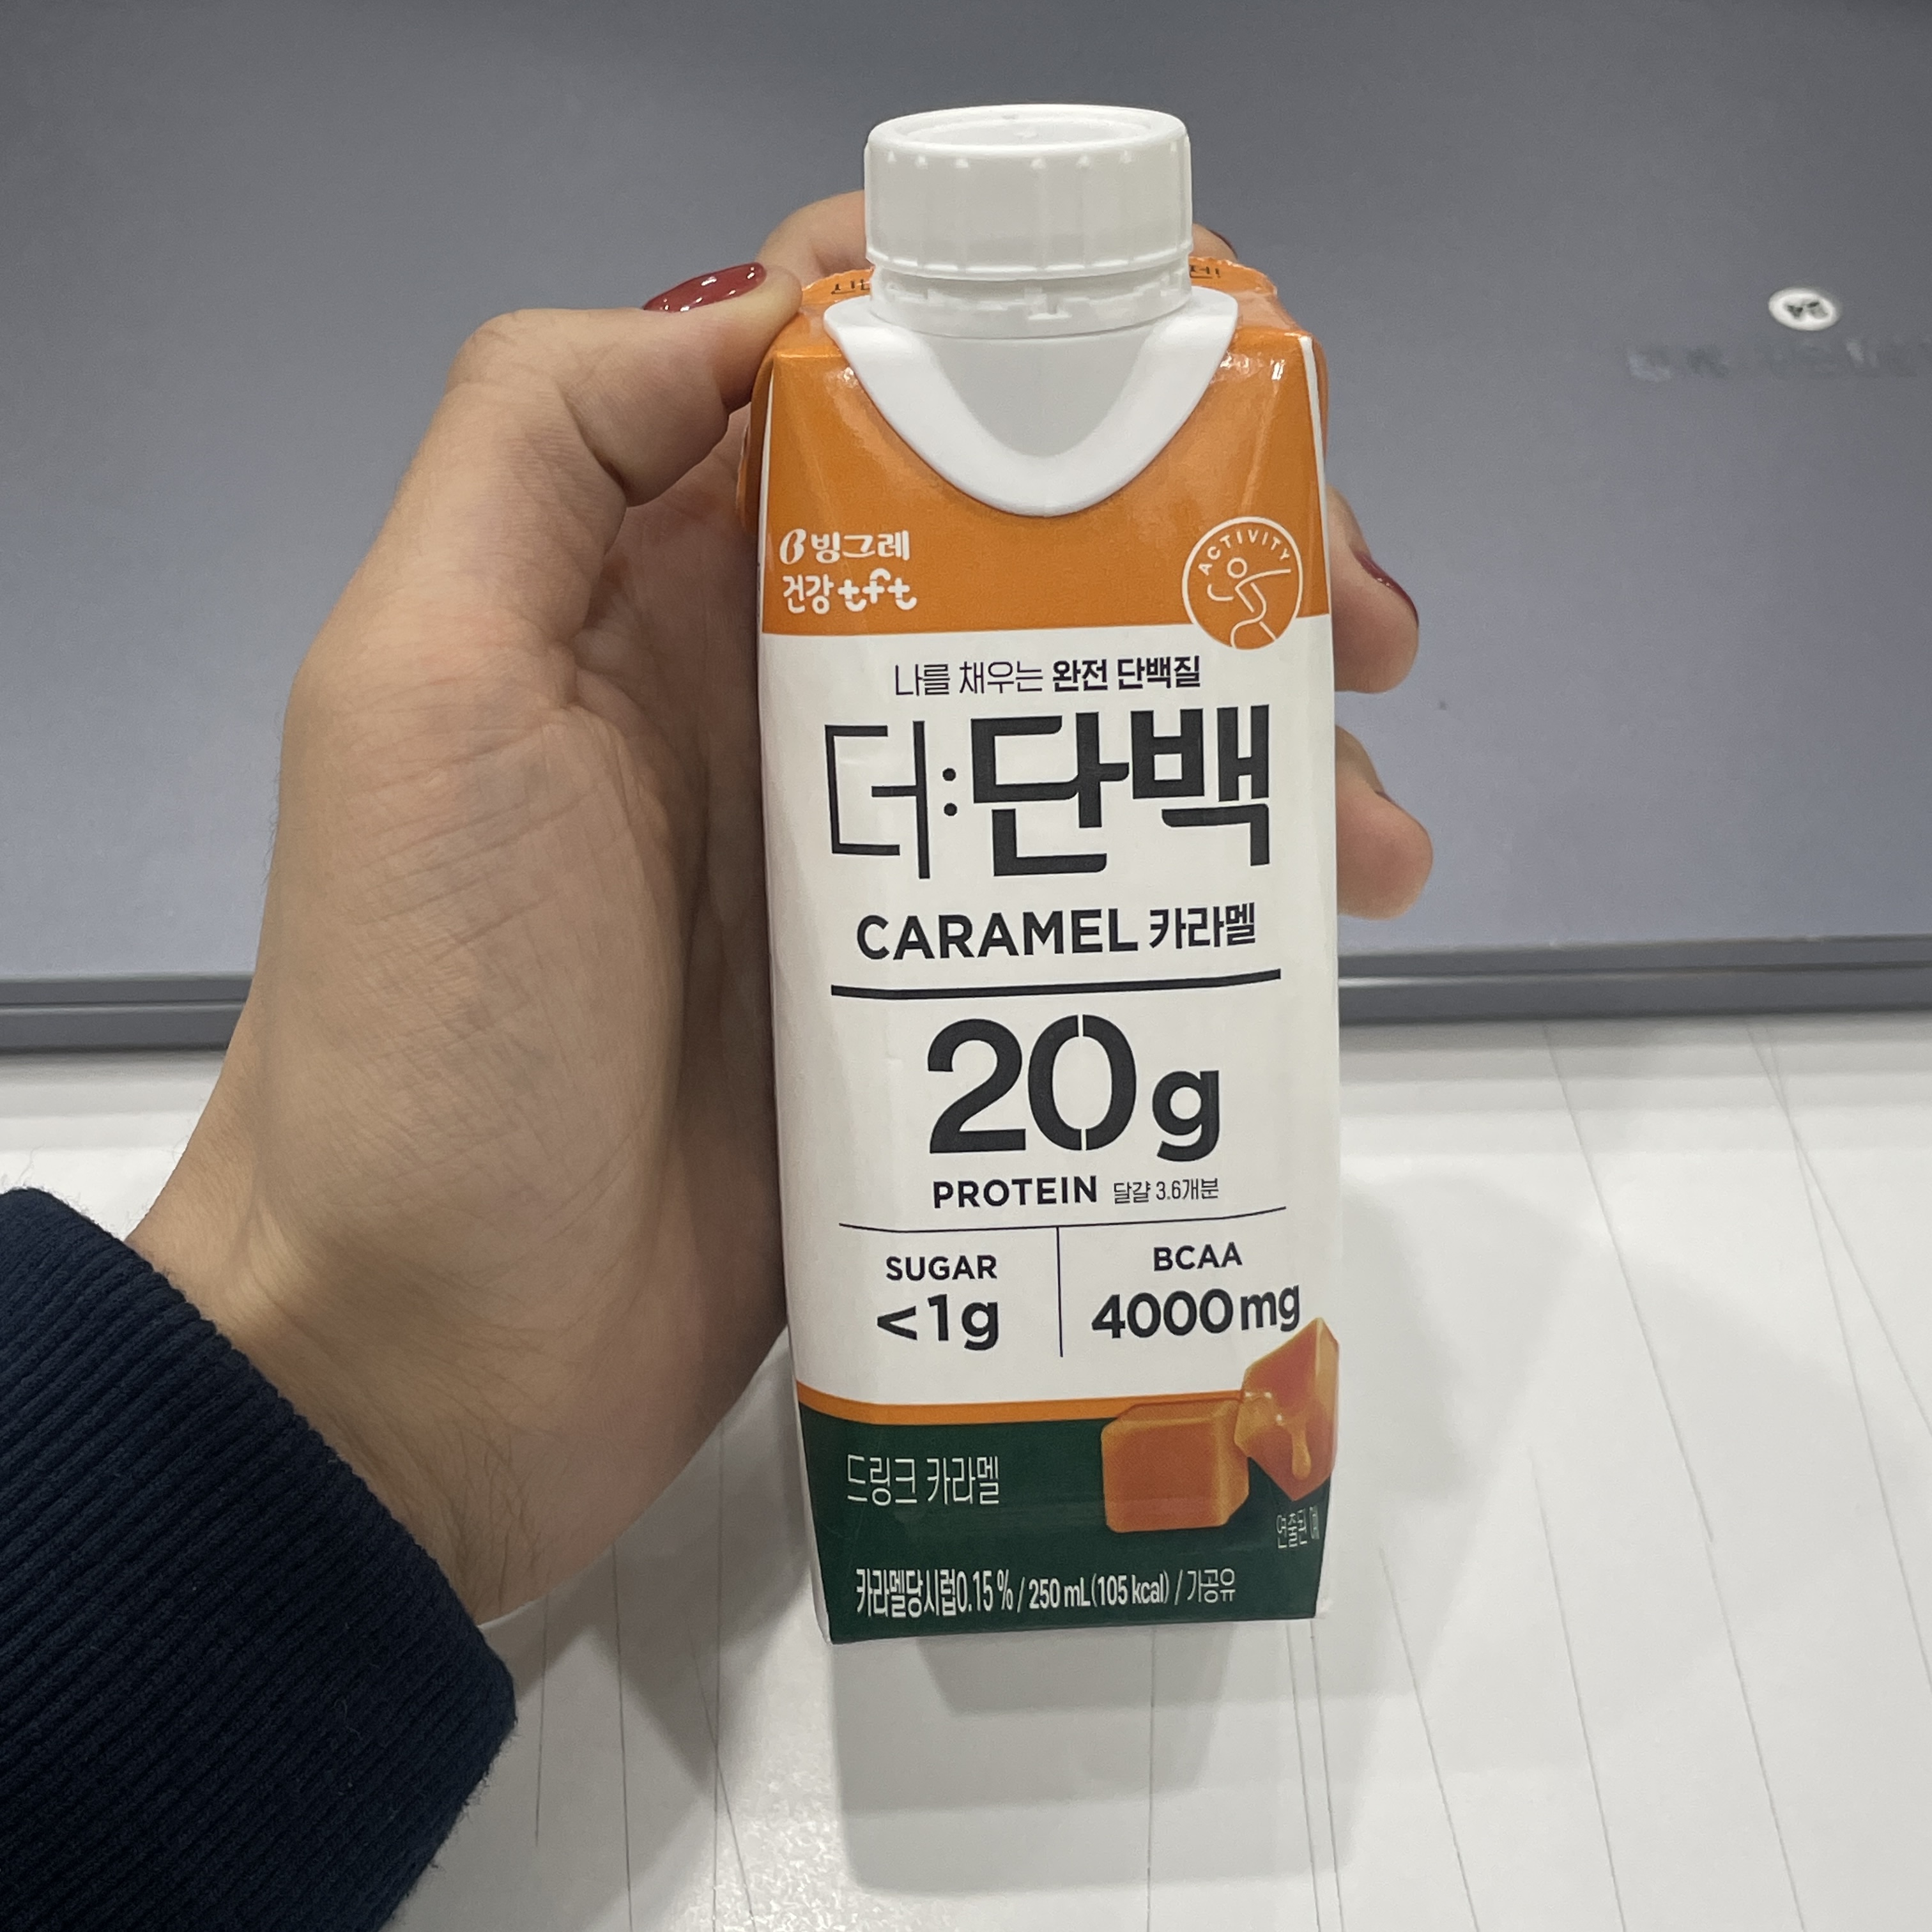 빙그레
건강 tft
ACTIVITY
나를 채우는 완전 단백질
더:단백
CARAMEL 카라멜
20g
PROTEIN 달걀 3.6개분
SUGAR
<1g
BCAA
4000mg
드링크 카라멜
연출된
카라멜당시럽0.15 % / 250 mL(105 kcal) / 가공유